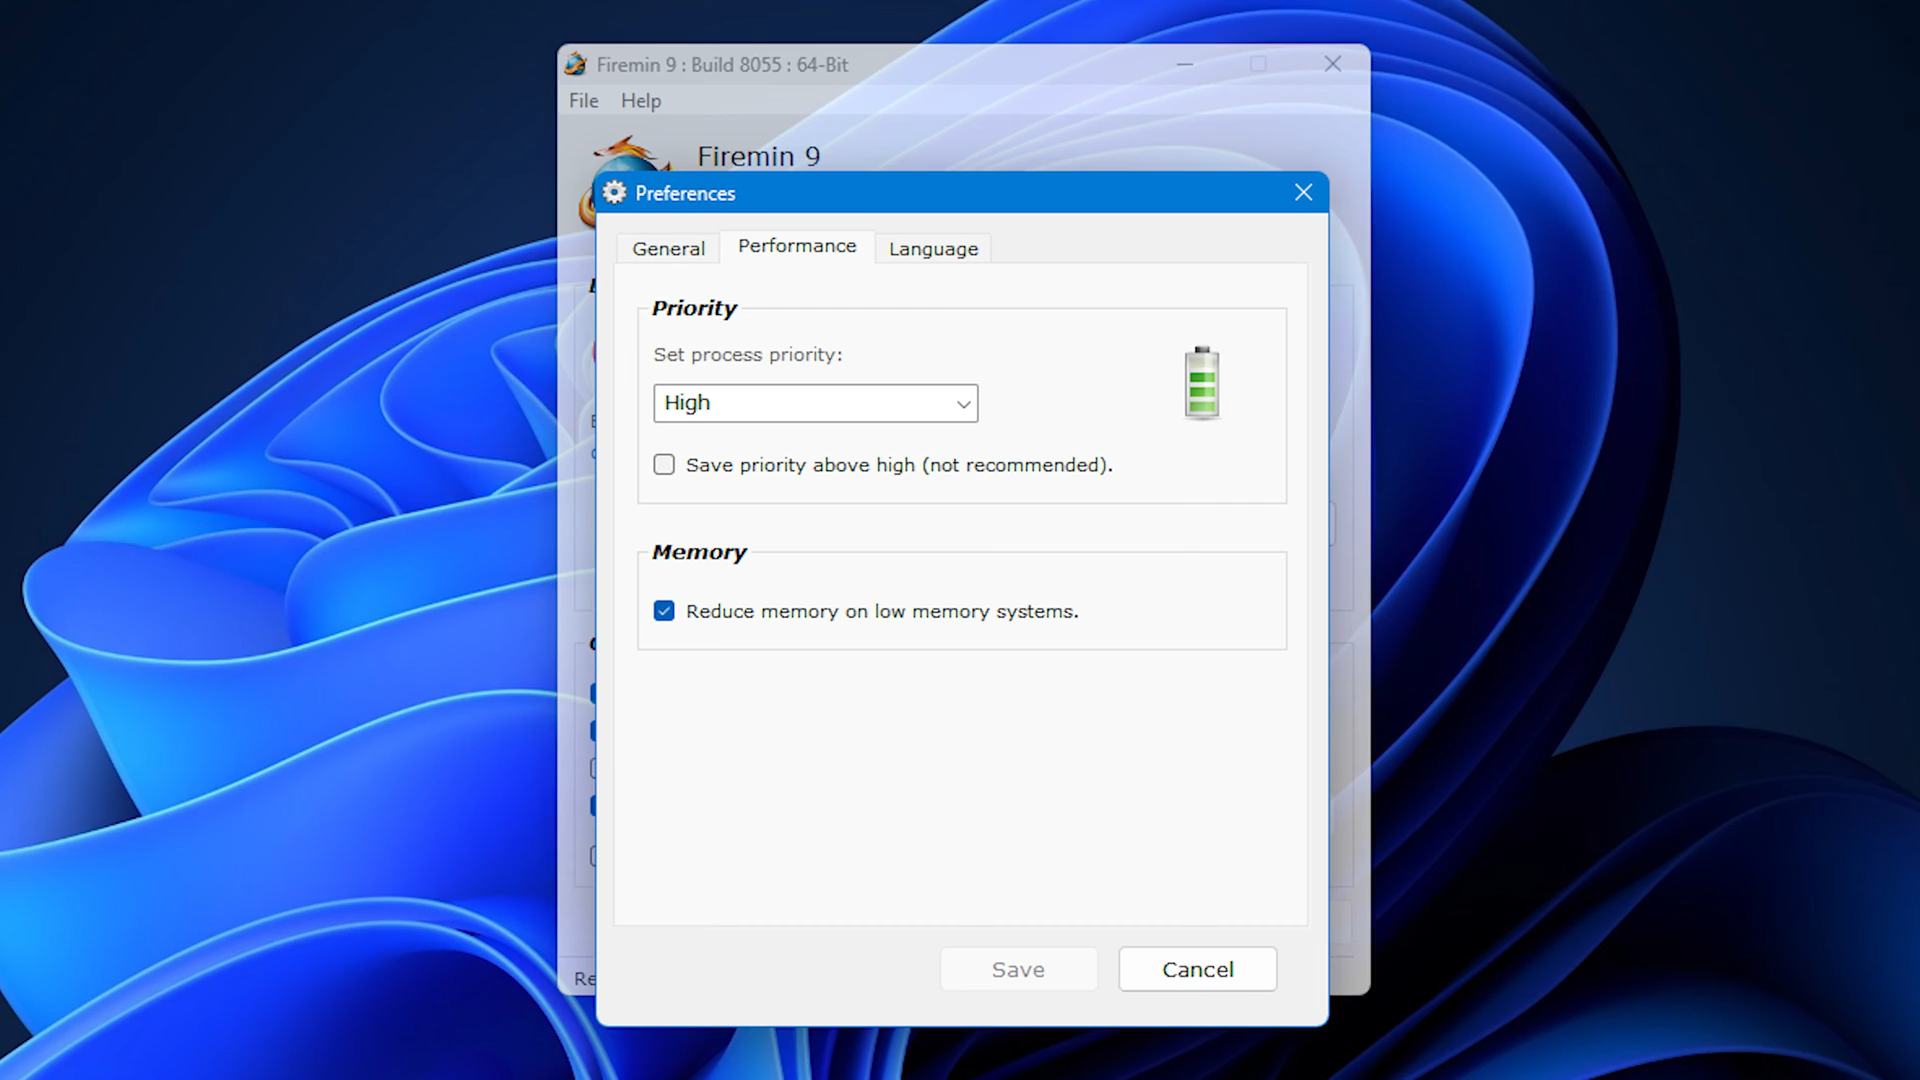 Firemin 9 : Build 8055 : 64-Bit
File Help
Firemin 9
Preferences
General Performance Language
Priority
Set process priority:
High
Save priority above high (not recommended).
Memory
Reduce memory on low memory systems.
Save Cancel